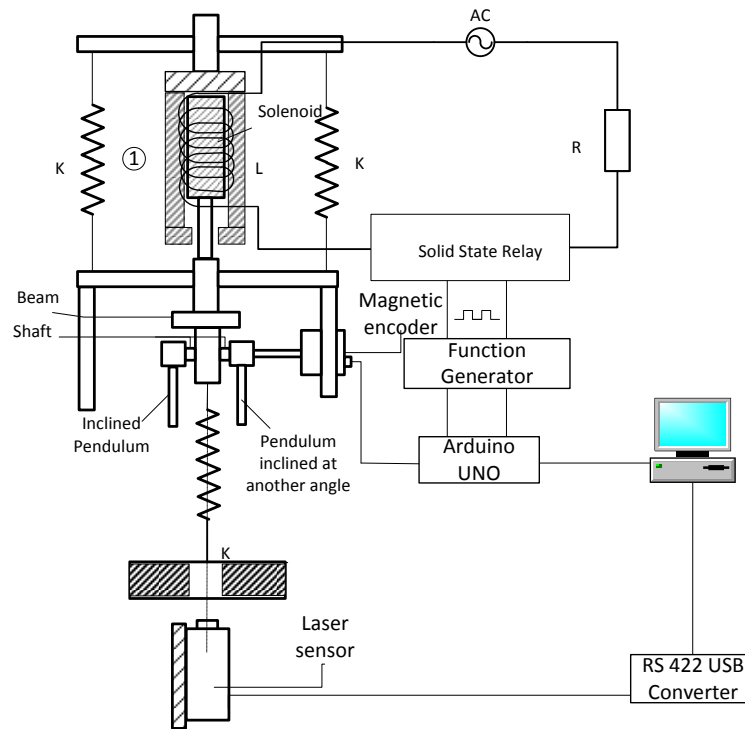 AC
Solenoid
①
K
L
K
R
Solid State Relay
Beam
Magnetic
encoder
Shaft
Function
Generator
Inclined
Pendulum
Pendulum
inclined at
another angle
Arduino
UNO
K
Laser
sensor
RS 422 USB
Converter